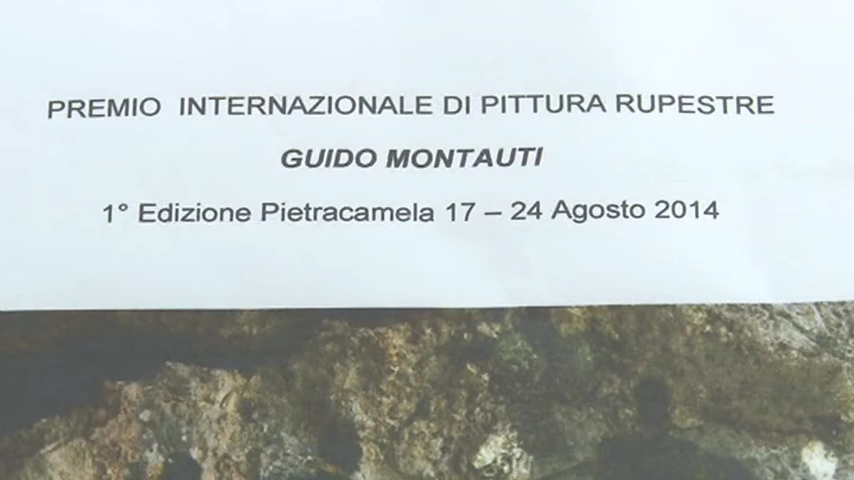 PREMIO INTERNAZIONALE DI PITTURA RUPESTRE
GUIDO MONTAUTI
1° Edizione Pietracamela 17 – 24 Agosto 2014